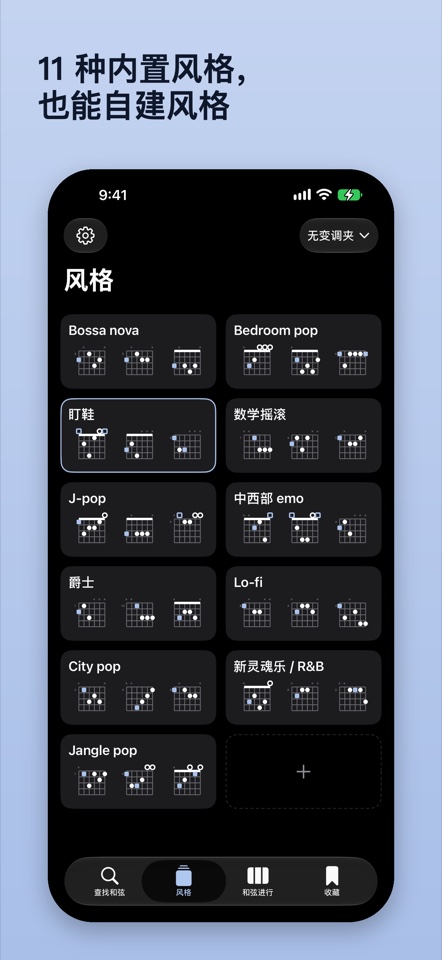 11 种内置风格，
也能自建风格
9:41
无变调夹
风格
Bossa nova
Bedroom pop
盯鞋
数学摇滚
J-pop
中西部 emo
爵士
Lo-fi
City pop
新灵魂乐 / R&B
Jangle pop
查找和弦
风格
和弦进行
收藏